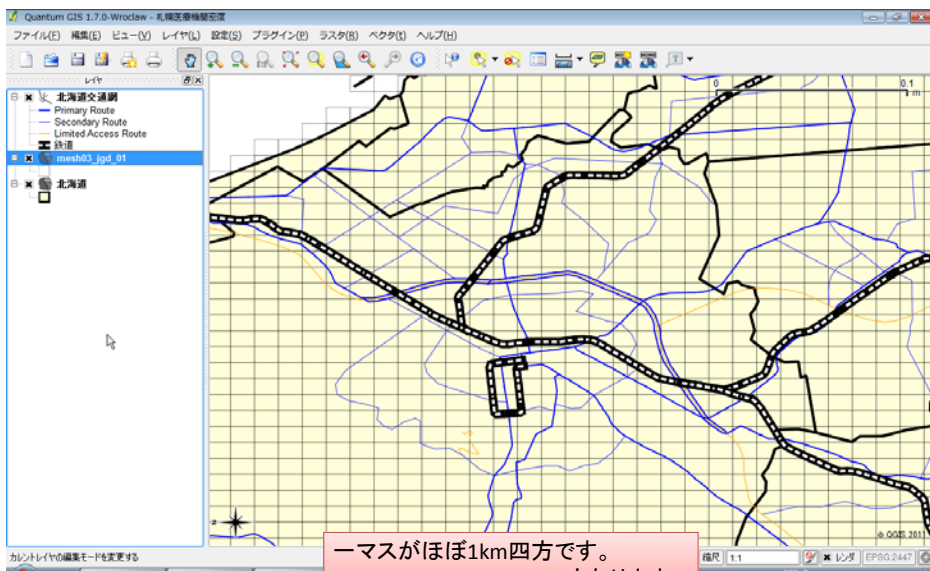 Quantum GIS 1.7.0-Wroclaw - 札幌医療機関密度
ファイル(F) 編集(E) ビュー(V) レイヤ(L) 設定(S) プラグイン(P) ラスタ(R) ベクタ(t) ヘルプ(H)
レイヤ
北海道交通網
Primary Route
Secondary Route
Limited Access Route
鉄道
mesh03_jgd_01
北海道
0 0.1
m
© QGIS 2011
一マスがほぼ1km四方です。
カレントレイヤの編集モードを変更する
縮尺 1:1 レンダ EPSG:2447